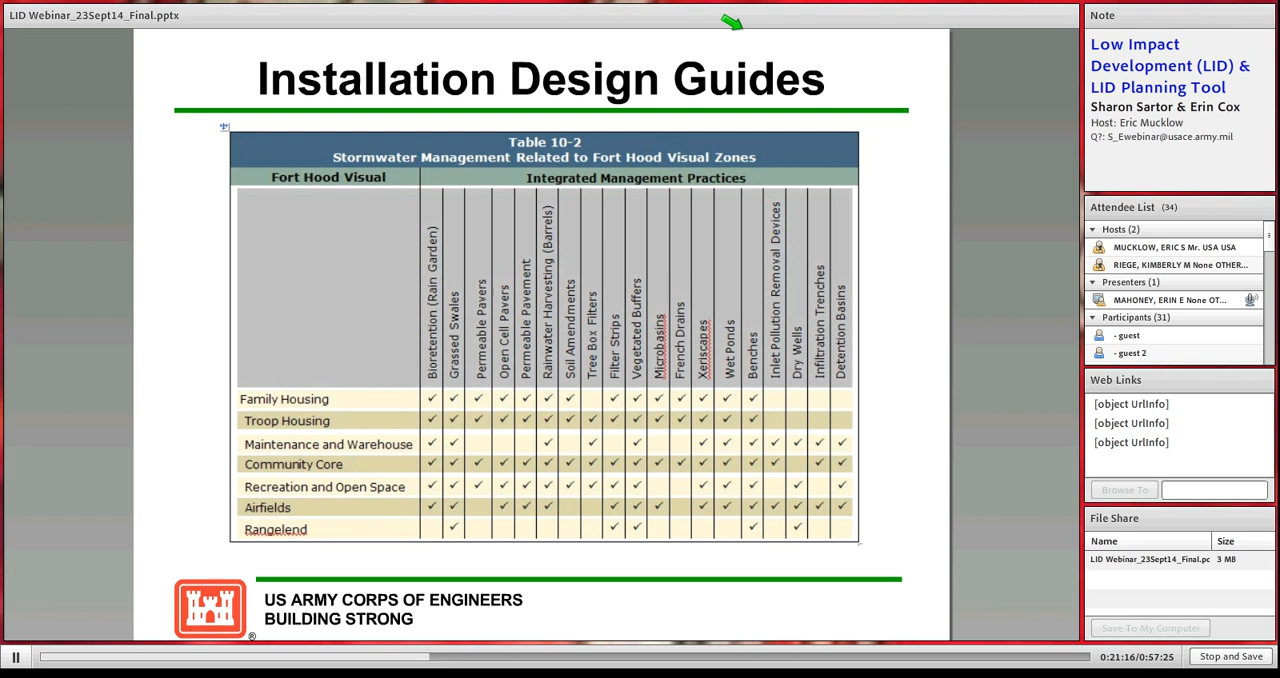 LID Webinar_23Sept14_Final.pptx
Installation Design Guides
Table 10-2
Stormwater Management Related to Fort Hood Visual Zones
Fort Hood Visual
Integrated Management Practices
Bioretention (Rain Garden)
Grassed Swales
Permeable Pavers
Open Cell Pavers
Permeable Pavement
Rainwater Harvesting (Barrels)
Soil Amendments
Tree Box Filters
Filter Strips
Vegetated Buffers
Microbasins
French Drains
Xeriscapes
Wet Ponds
Benches
Inlet Pollution Removal Devices
Dry Wells
Infiltration Trenches
Detention Basins
Family Housing ✓ ✓ ✓ ✓ ✓ ✓ ✓ ✓ ✓ ✓ ✓ ✓ ✓ ✓
Troop Housing ✓ ✓ ✓ ✓ ✓ ✓ ✓ ✓ ✓ ✓ ✓ ✓ ✓ ✓ ✓
Maintenance and Warehouse ✓ ✓ ✓ ✓ ✓ ✓ ✓ ✓ ✓ ✓ ✓ ✓
Community Core ✓ ✓ ✓ ✓ ✓ ✓ ✓ ✓ ✓ ✓ ✓ ✓ ✓ ✓ ✓ ✓ ✓ ✓
Recreation and Open Space ✓ ✓ ✓ ✓ ✓ ✓ ✓ ✓ ✓ ✓ ✓ ✓ ✓ ✓ ✓
Airfields ✓ ✓ ✓ ✓ ✓ ✓ ✓ ✓ ✓ ✓ ✓ ✓ ✓ ✓ ✓
Rangelend ✓ ✓ ✓ ✓ ✓
US ARMY CORPS OF ENGINEERS
BUILDING STRONG
®
Note
Low Impact
Development (LID) &
LID Planning Tool
Sharon Sartor & Erin Cox
Host: Eric Mucklow
Q?: S_Ewebinar@usace.army.mil
Attendee List (34)
Hosts (2)
MUCKLOW, ERIC S Mr. USA USA
RIEGE, KIMBERLY M None OTHER...
Presenters (1)
MAHONEY, ERIN E None OT...
Participants (31)
- guest
- guest 2
Web Links
[object UrlInfo]
[object UrlInfo]
[object UrlInfo]
Browse To
File Share
Name Size
LID Webinar_23Sept14_Final.pc 3 MB
Save To My Computer
0:21:16/0:57:25
Stop and Save